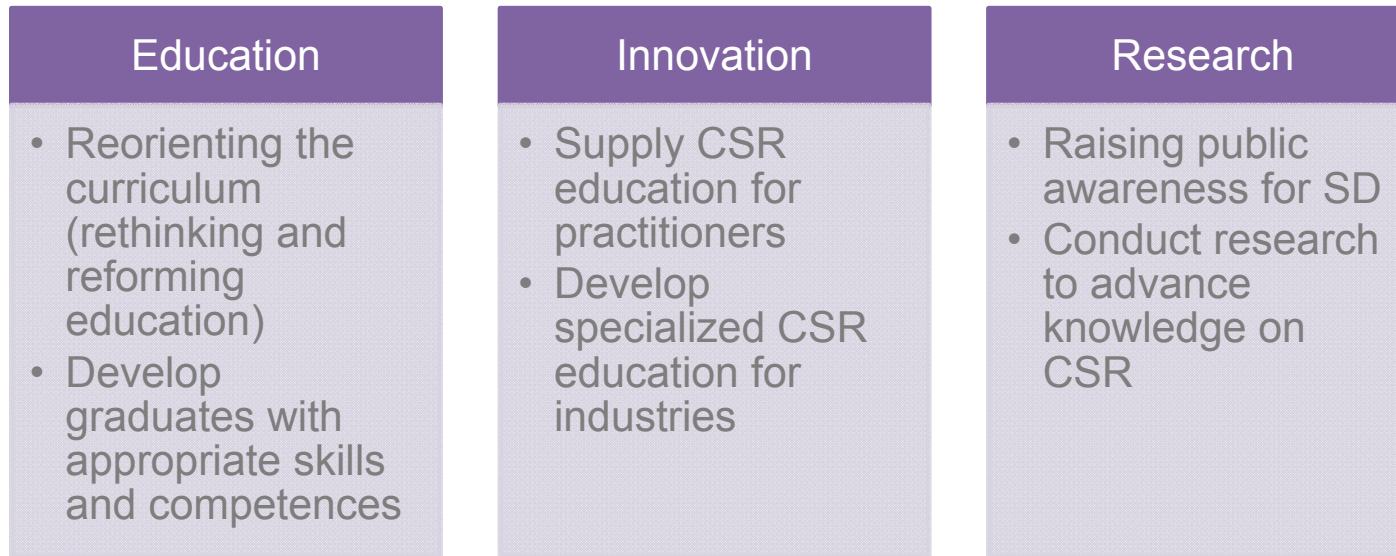 Education
• Reorienting the
curriculum
(rethinking and
reforming
education)
• Develop
graduates with
appropriate skills
and competences
Innovation
• Supply CSR
education for
practitioners
• Develop
specialized CSR
education for
industries
Research
• Raising public
awareness for SD
• Conduct research
to advance
knowledge on
CSR